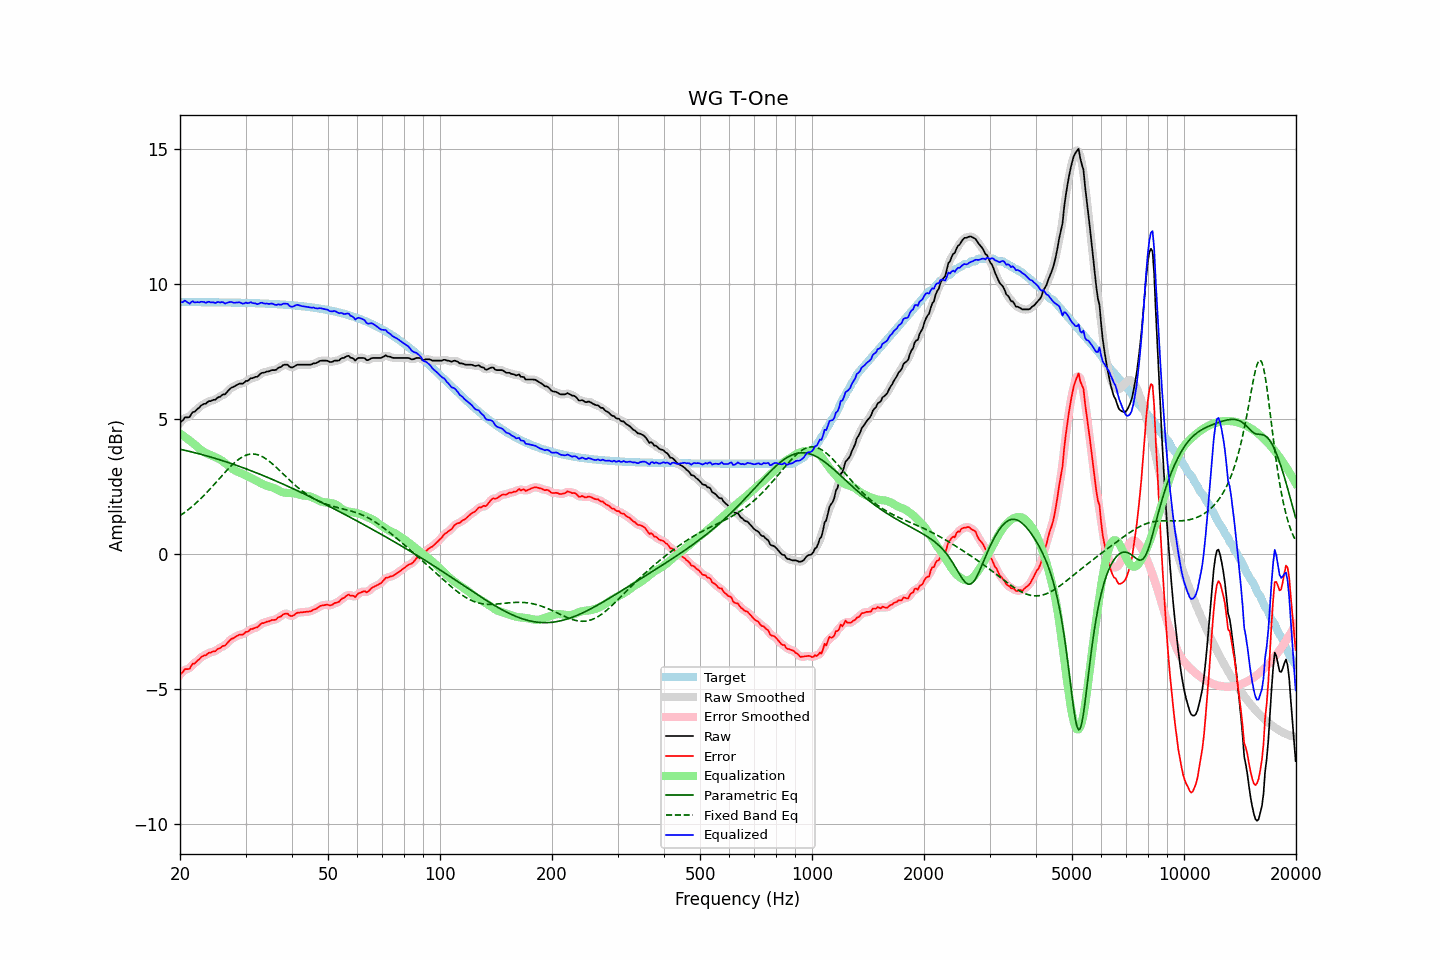 WG T-One
Amplitude (dBr)
15
10
5
0
−5
−10
Target
Raw Smoothed
Error Smoothed
Raw
Error
Equalization
Parametric Eq
Fixed Band Eq
Equalized
20 50 100 200 500 1000 2000 5000 10000 20000
Frequency (Hz)